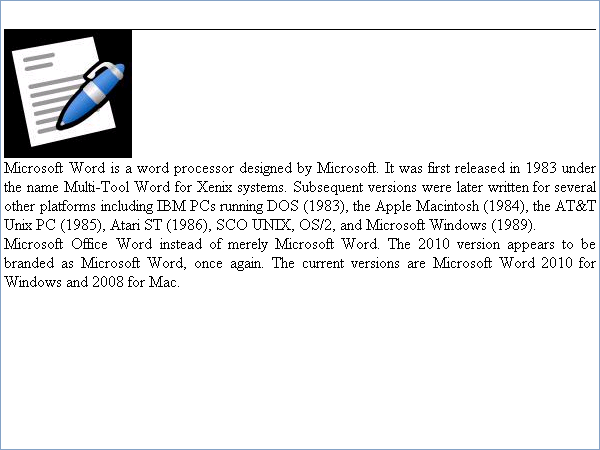 Microsoft Word is a word processor designed by Microsoft. It was first released in 1983 under
the name Multi-Tool Word for Xenix systems. Subsequent versions were later written for several
other platforms including IBM PCs running DOS (1983), the Apple Macintosh (1984), the AT&T
Unix PC (1985), Atari ST (1986), SCO UNIX, OS/2, and Microsoft Windows (1989).
Microsoft Office Word instead of merely Microsoft Word. The 2010 version appears to be
branded as Microsoft Word, once again. The current versions are Microsoft Word 2010 for
Windows and 2008 for Mac.